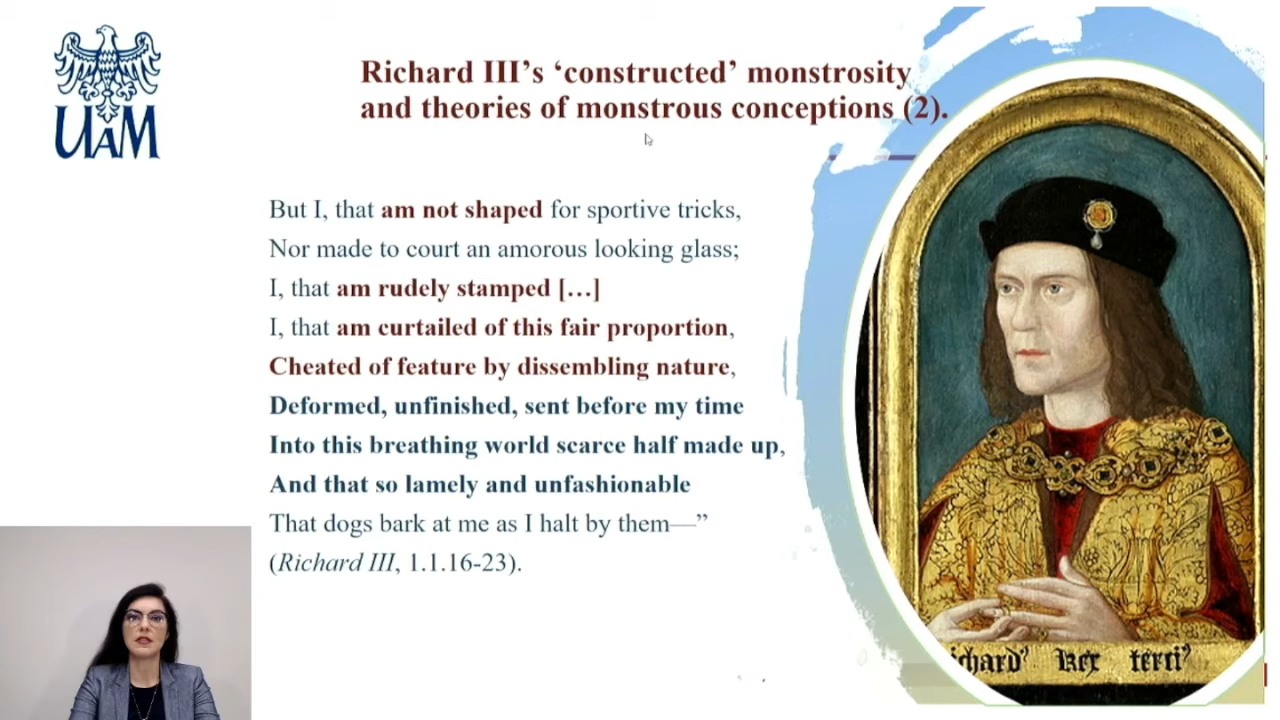 UAM
Richard III’s ‘constructed’ monstrosity
and theories of monstrous conceptions (2).
But I, that am not shaped for sportive tricks,
Nor made to court an amorous looking glass;
I, that am rudely stamped […]
I, that am curtailed of this fair proportion,
Cheated of feature by dissembling nature,
Deformed, unfinished, sent before my time
Into this breathing world scarce half made up,
And that so lamely and unfashionable
That dogs bark at me as I halt by them—”
(Richard III, 1.1.16-23).
ichard’ Rex terti’